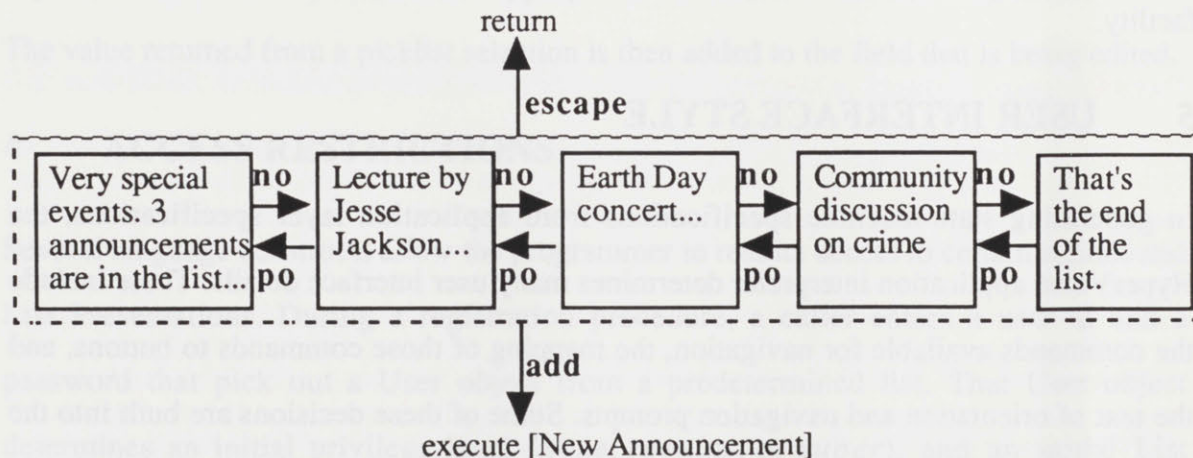 return
escape
Very special
events. 3
announcements
are in the list...
no
po
Lecture by
Jesse
Jackson...
no
po
Earth Day
concert...
no
po
Community
discussion
on crime
no
po
That's
the end
of the
list.
add
execute [New Announcement]